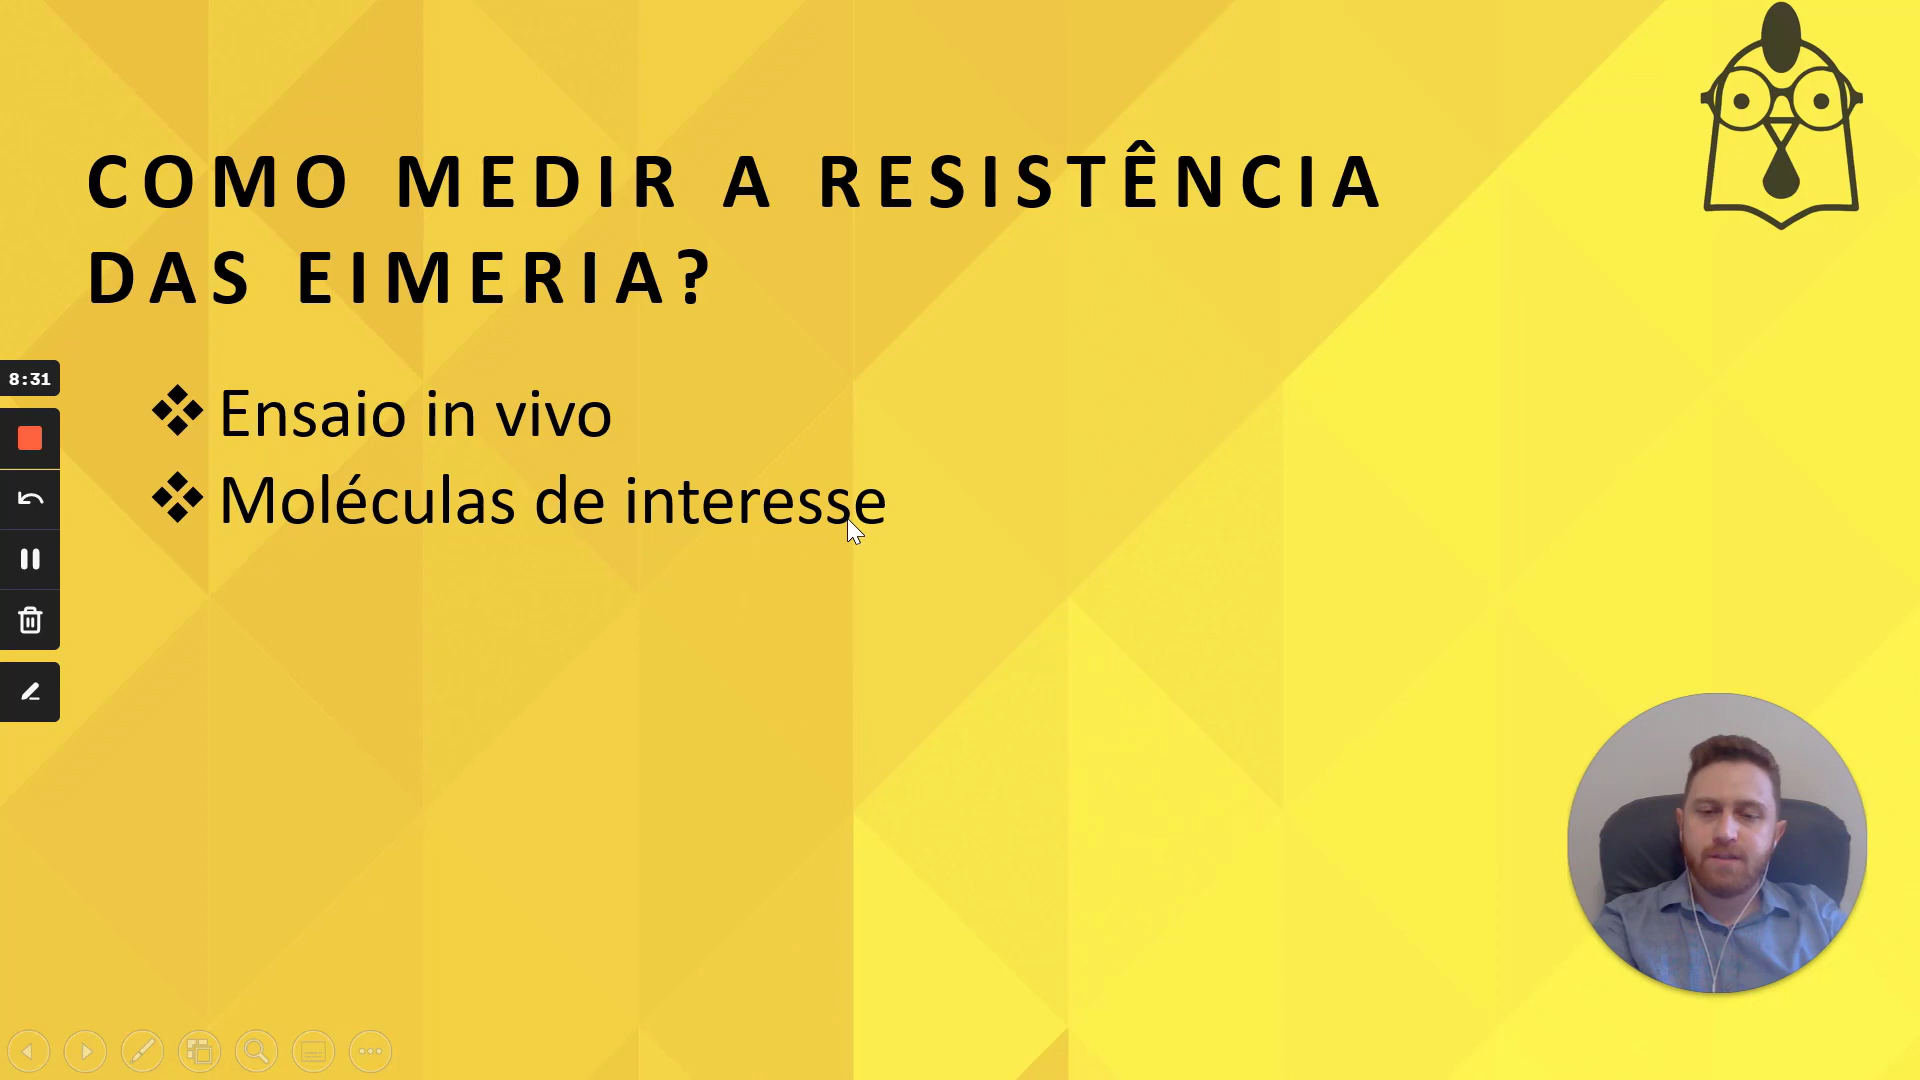 COMO MEDIR A RESISTÊNCIA
DAS EIMERIA?
8:31
❖ Ensaio in vivo
❖ Moléculas de interesse